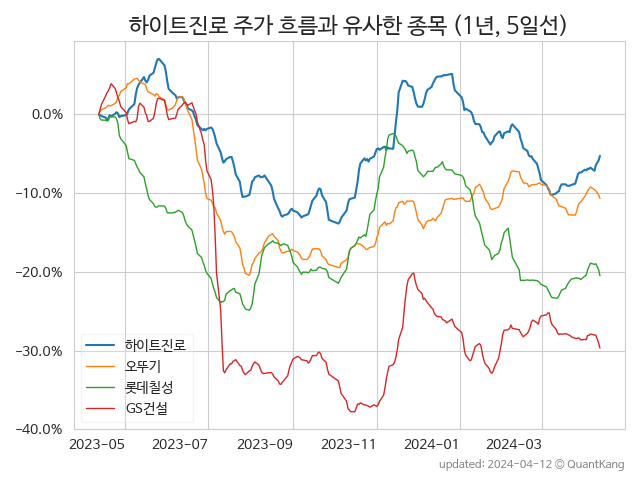 하이트진로 주가 흐름과 유사한 종목 (1년, 5일선)
0.0%
-10.0%
-20.0%
-30.0%
-40.0%
하이트진로
오뚜기
롯데칠성
GS건설
2023-05 2023-07 2023-09 2023-11 2024-01 2024-03
updated: 2024-04-12 © QuantKang